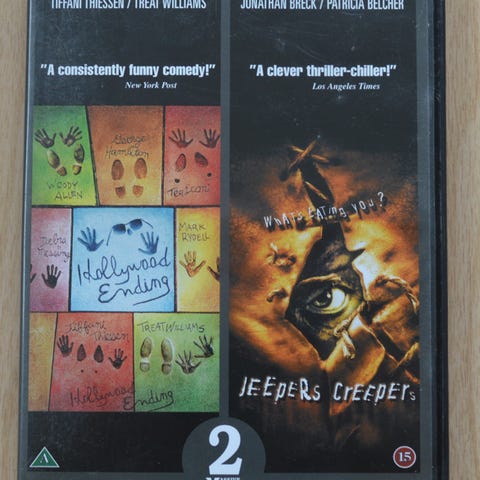 TIFFANI THIESSEN / TREAT WILLIAMS
"A consistently funny comedy!"
New York Post
George
Hamilton
WOODY
ALLEN
Tea Leoni
Debra
Messing
MARK
RYDELL
Hollywood
Ending
Tiffani
Thiessen
TREAT WILLIAMS
Hollywood
Ending
A
JONATHAN BRECK / PATRICIA BELCHER
"A clever thriller-chiller!"
Los Angeles Times
WHAT'S EATING YOU?
JEEPERS CREEPERS
15
2